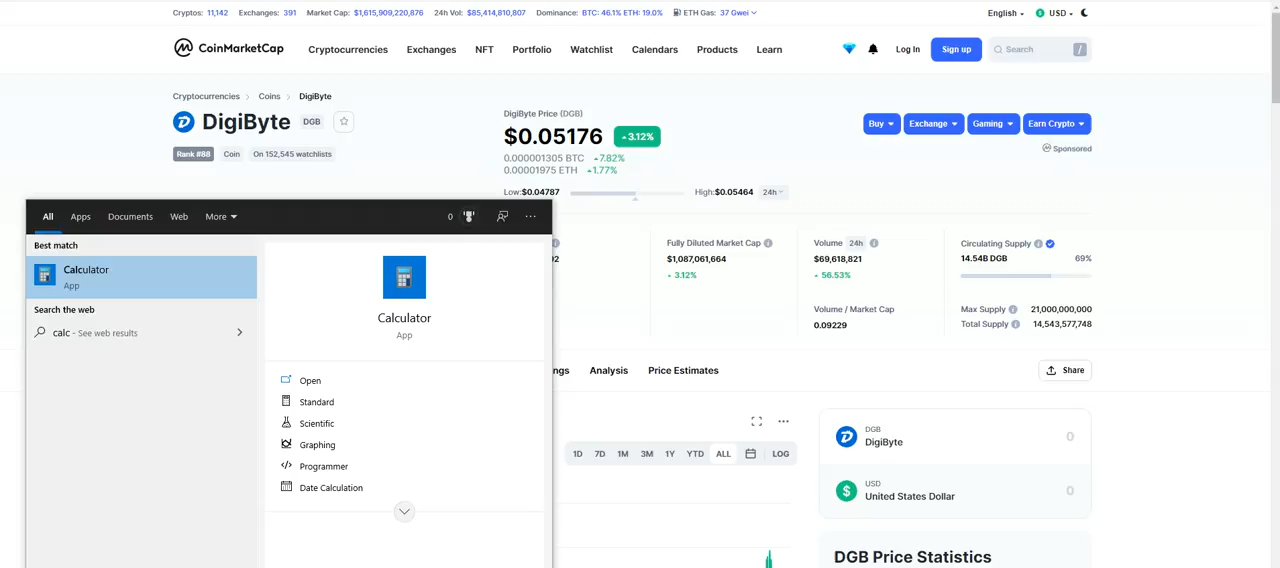 Cryptos: 11,142 Exchanges: 391 Market Cap: $1,615,909,220,876 24h Vol: $85,414,810,807 Dominance: BTC: 46.1% ETH: 19.0% ETH Gas: 37 Gwei English USD
CoinMarketCap Cryptocurrencies Exchanges NFT Portfolio Watchlist Calendars Products Learn Log In Sign up Search /
Cryptocurrencies > Coins > DigiByte
DigiByte DGB
Rank #88 Coin On 152,545 watchlists
DigiByte Price (DGB)
$0.05176 3.12%
0.000001305 BTC 7.82%
0.00001975 ETH 1.77%
Low:$0.04787 High:$0.05464 24h
Buy Exchange Gaming Earn Crypto
Sponsored
All Apps Documents Web More 0 ...
Best match
Calculator
App
Search the web
calc - See web results
Calculator
App
Open
Standard
Scientific
Graphing
Programmer
Date Calculation
Fully Diluted Market Cap
$1,087,061,664
3.12%
Volume 24h
$69,618,821
56.53%
Volume / Market Cap
0.09229
Circulating Supply
14.54B DGB 69%
Max Supply 21,000,000,000
Total Supply 14,543,577,748
ngs Analysis Price Estimates Share
1D 7D 1M 3M 1Y YTD ALL LOG
DGB
DigiByte 0
USD
United States Dollar 0
DGB Price Statistics